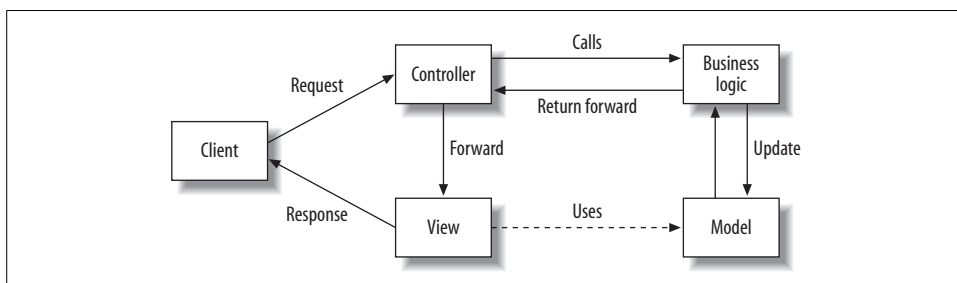 Calls
Controller
Business
logic
Request
Return forward
Client
Forward
Update
Response
View
Uses
Model